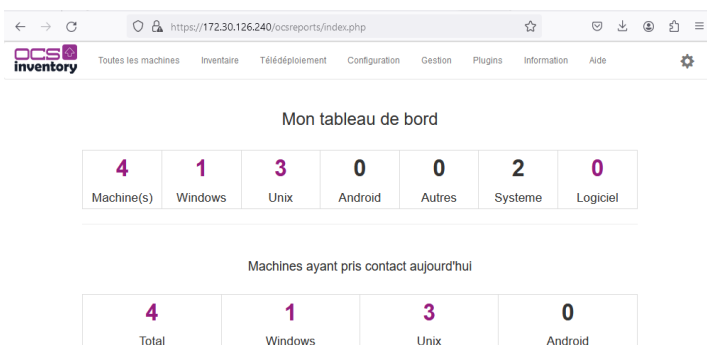 https://172.30.126.240/ocsreports/index.php
OCS
inventory
Toutes les machines Inventaire Télédéploiement Configuration Gestion Plugins Information Aide
Mon tableau de bord
4 1 3 0 0 2 0
Machine(s) Windows Unix Android Autres Systeme Logiciel
Machines ayant pris contact aujourd'hui
4 1 3 0
Total Windows Unix Android